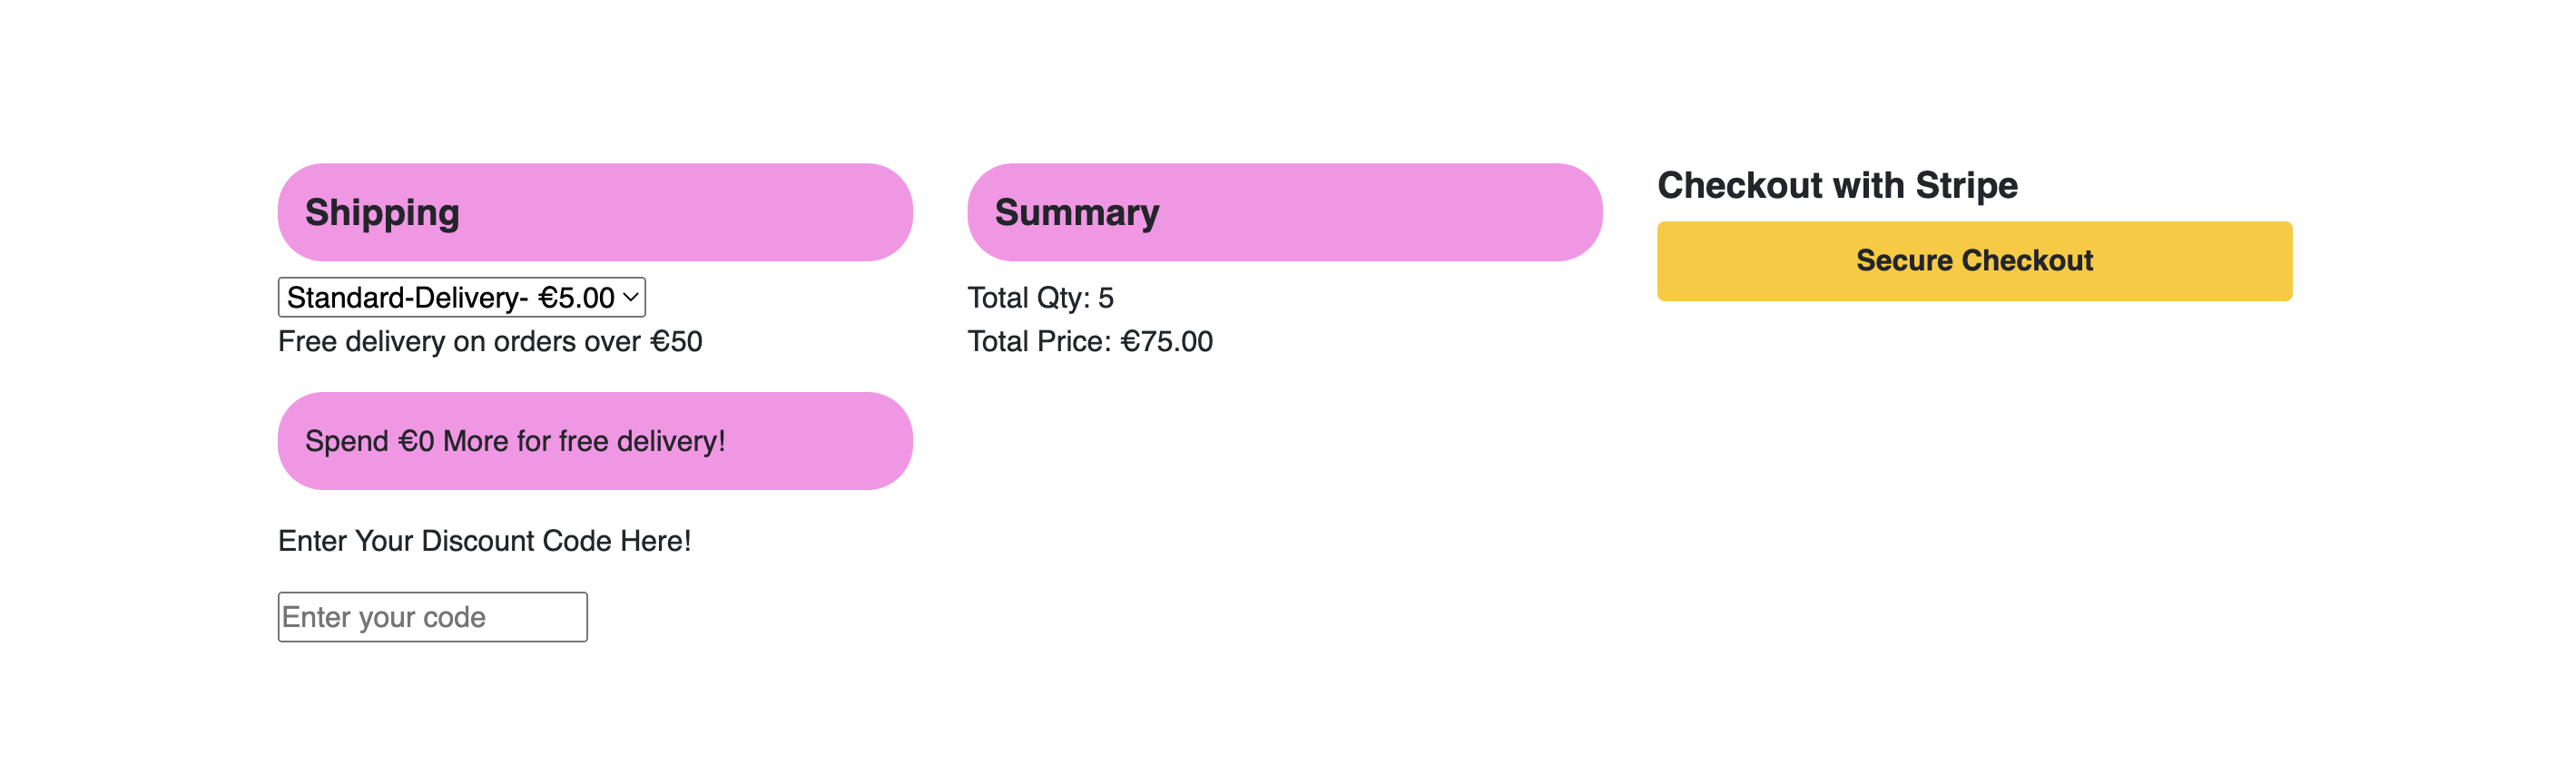 Shipping
Standard-Delivery- €5.00
Free delivery on orders over €50
Spend €0 More for free delivery!
Enter Your Discount Code Here!
Enter your code
Summary
Total Qty: 5
Total Price: €75.00
Checkout with Stripe
Secure Checkout